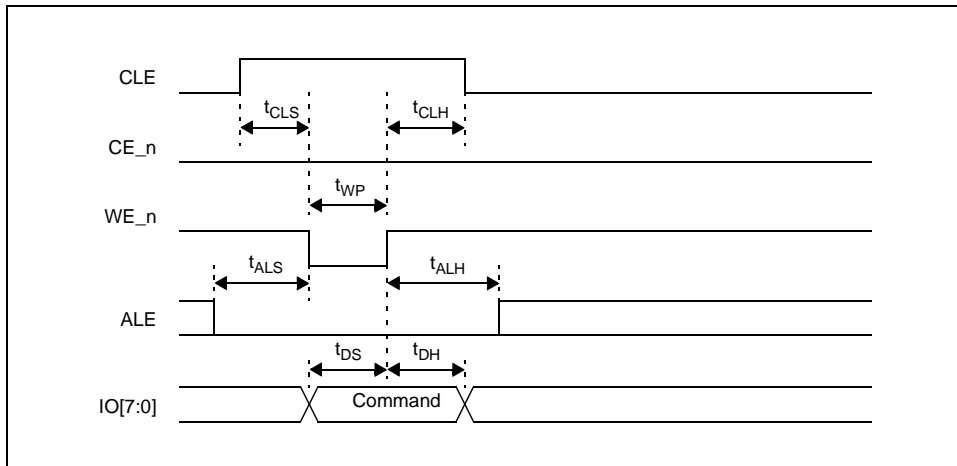 CLE
tCLS
tCLH
CE_n
tWP
WE_n
tALS
tALH
ALE
tDS
tDH
IO[7:0]
Command